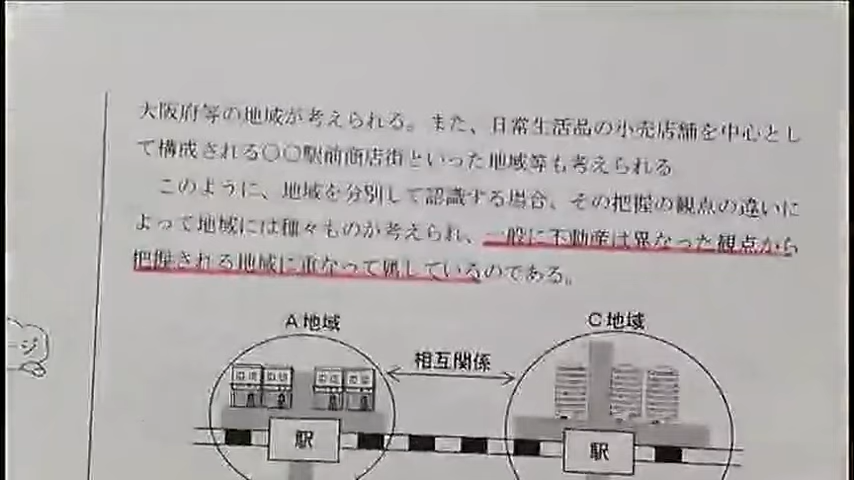 大阪府等の地域が考えられる。また、日常生活品の小売店舗を中心とし
て構成される〇〇駅前商店街といった地域等も考えられる
このように、地域を分別して認識する場合、その把握の観点の違いに
よって地域には種々ものが考えられ、一般に不動産は異なった観点から
把握される地域に重なって属しているのである。
A地域
C地域
相互関係
駅
駅
ージ